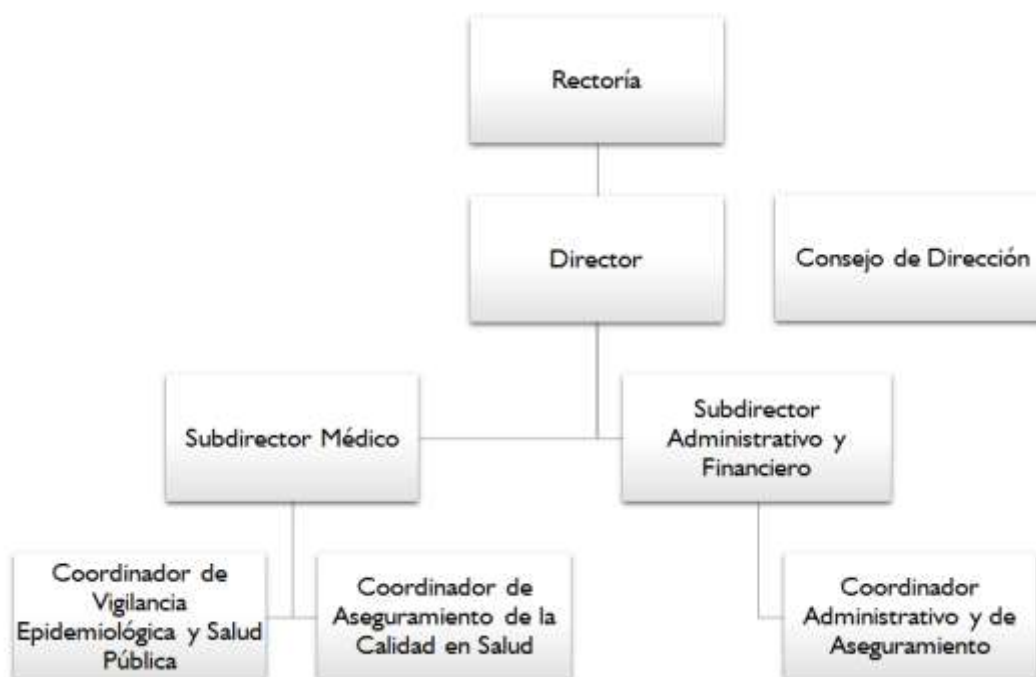 Rectoría
Director
Consejo de Dirección
Subdirector Médico
Subdirector
Administrativo y
Financiero
Coordinador de
Vigilancia
Epidemiológica y Salud
Pública
Coordinador de
Aseguramiento de la
Calidad en Salud
Coordinador
Administrativo y de
Aseguramiento